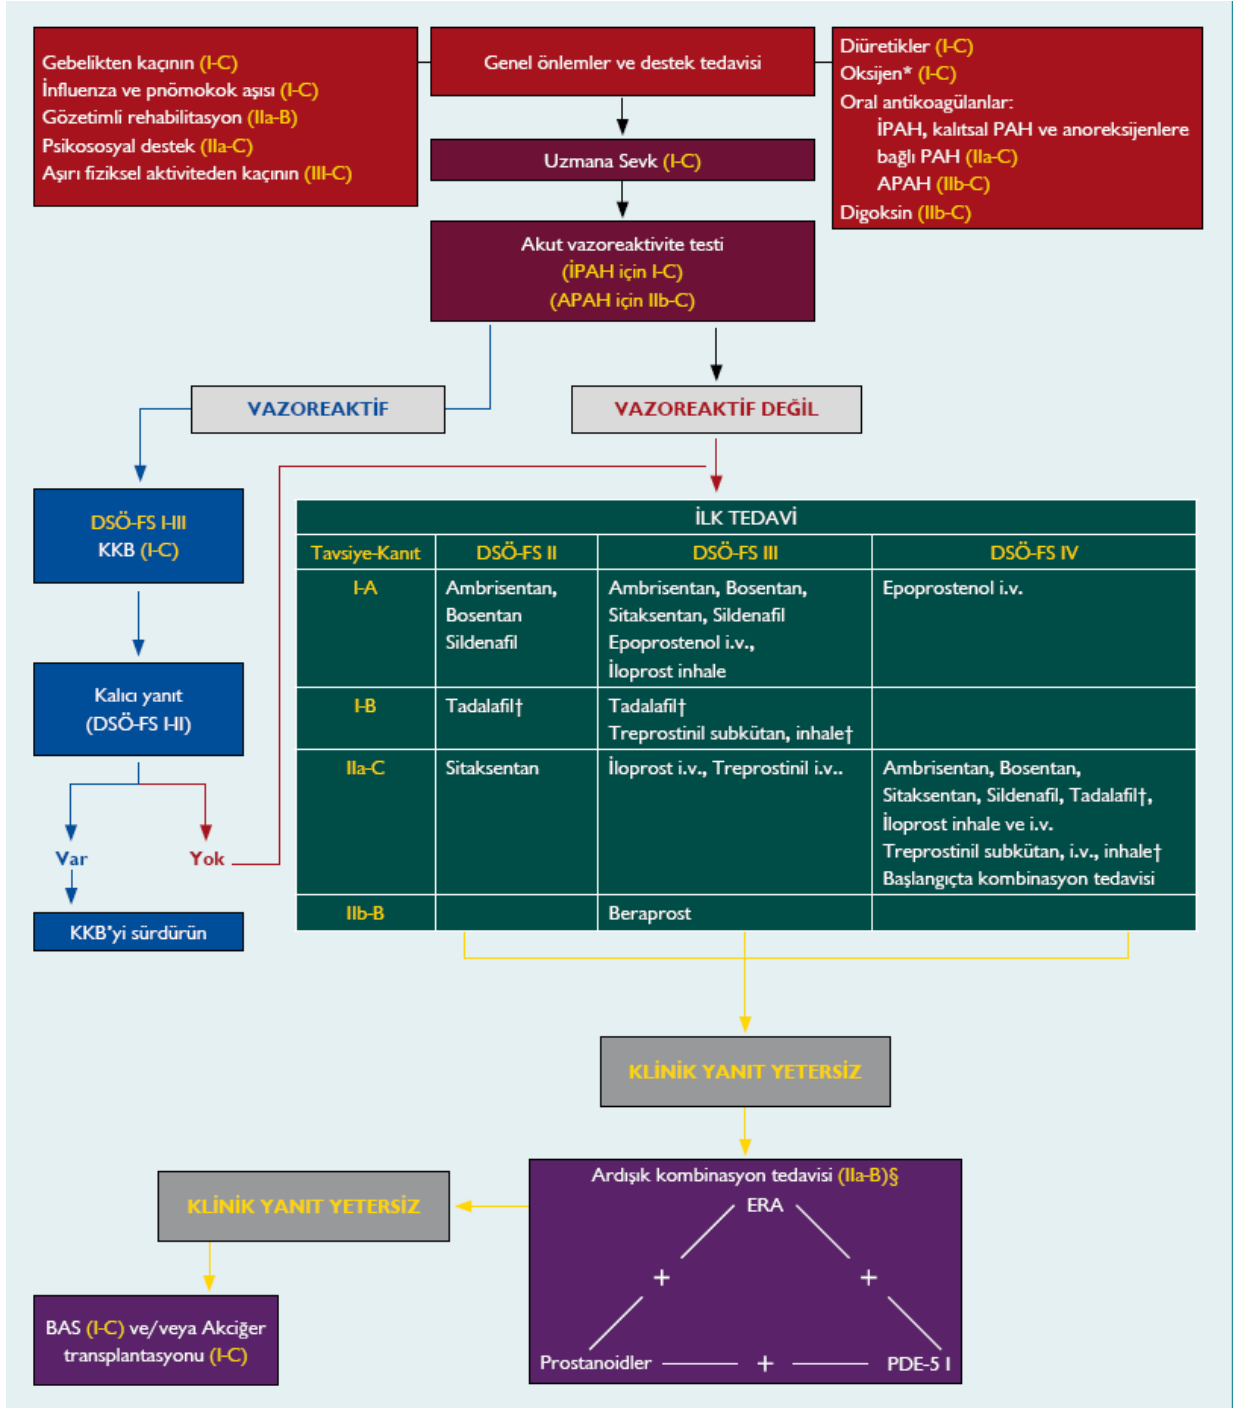 Gebelikten kaçının (I-C)
İnfluenza ve pnömokok aşısı (I-C)
Gözetimli rehabilitasyon (IIa-B)
Psikososyal destek (IIa-C)
Aşırı fiziksel aktiviteden kaçının (III-C)
Genel önlemler ve destek tedavisi
Diüretikler (I-C)
Oksijen* (I-C)
Oral antikoagülanlar:
İPAH, kalıtsal PAH ve anoreksijenlere
bağlı PAH (IIa-C)
APAH (IIb-C)
Digoksin (IIb-C)
Uzmana Sevk (I-C)
Akut vazoreaktivite testi
(İPAH için I-C)
(APAH için IIb-C)
VAZOREAKTİF
VAZOREAKTİF DEĞİL
DSÖ-FS I-III
KKB (I-C)
Kalıcı yanıt
(DSÖ-FS I-II)
Var
Yok
KKB'yi sürdürün
İLK TEDAVİ
Tavsiye-Kanıt DSÖ-FS II DSÖ-FS III DSÖ-FS IV
I-A
Ambrisentan,
Bosentan
Sildenafil
Ambrisentan, Bosentan,
Sitaksentan, Sildenafil
Epoprostenol i.v.,
İloprost inhale
Epoprostenol i.v.
I-B
Tadalafil†
Tadalafil†
Treprostinil subkütan, inhale†
IIa-C
Sitaksentan
İloprost i.v., Treprostinil i.v..
Ambrisentan, Bosentan,
Sitaksentan, Sildenafil, Tadalafil†,
İloprost inhale ve i.v.
Treprostinil subkütan, i.v., inhale†
Başlangıçta kombinasyon tedavisi
IIb-B
Beraprost
KLİNİK YANIT YETERSİZ
Ardışık kombinasyon tedavisi (IIa-B)§
ERA
+ +
Prostanoidler + PDE-5 I
KLİNİK YANIT YETERSİZ
BAS (I-C) ve/veya Akciğer
transplantasyonu (I-C)